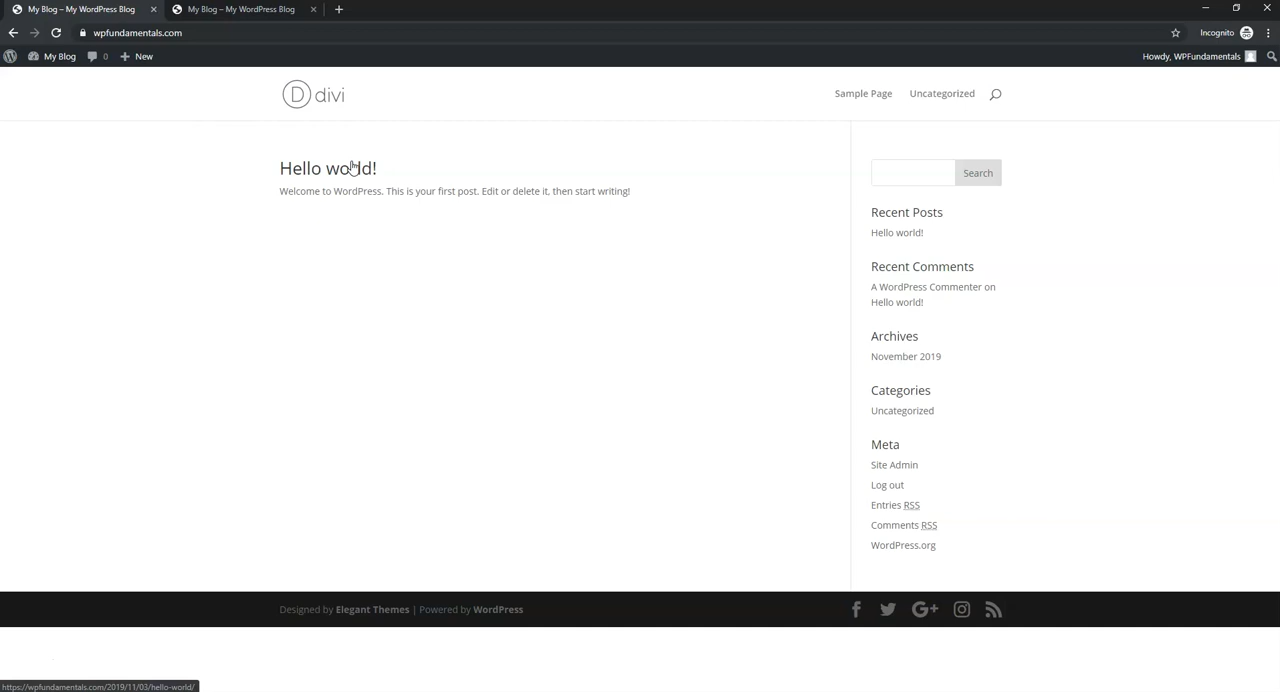 My Blog – My WordPress Blog
My Blog – My WordPress Blog
wpfundamentals.com
Incognito
My Blog
0
New
Howdy, WPFundamentals
D divi
Sample Page
Uncategorized
Hello world!
Welcome to WordPress. This is your first post. Edit or delete it, then start writing!
Search
Recent Posts
Hello world!
Recent Comments
A WordPress Commenter on
Hello world!
Archives
November 2019
Categories
Uncategorized
Meta
Site Admin
Log out
Entries RSS
Comments RSS
WordPress.org
Designed by Elegant Themes | Powered by WordPress
https://wpfundamentals.com/2019/11/03/hello-world/